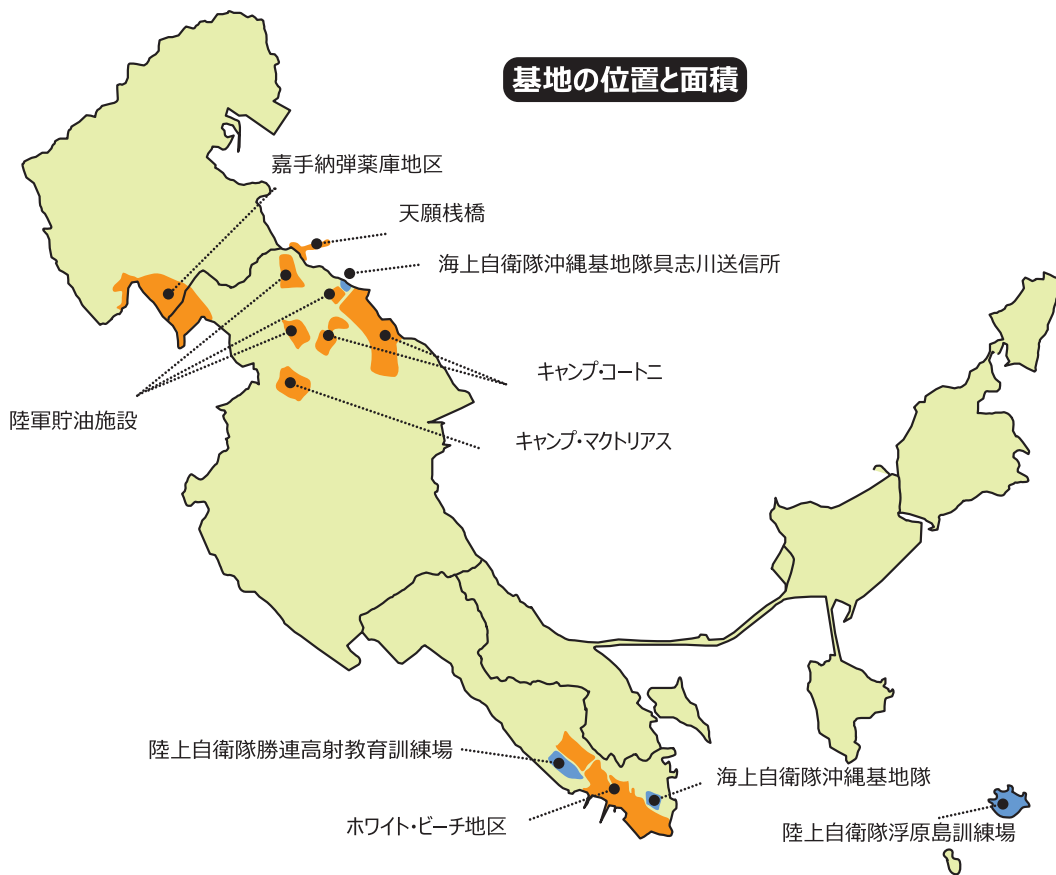 基地の位置と面積
嘉手納弾薬庫地区
天願桟橋
海上自衛隊沖縄基地隊具志川送信所
キャンプ・コートニ
陸軍貯油施設
キャンプ・マクトリアス
陸上自衛隊勝連高射教育訓練場
海上自衛隊沖縄基地隊
ホワイト・ビーチ地区
陸上自衛隊浮原島訓練場